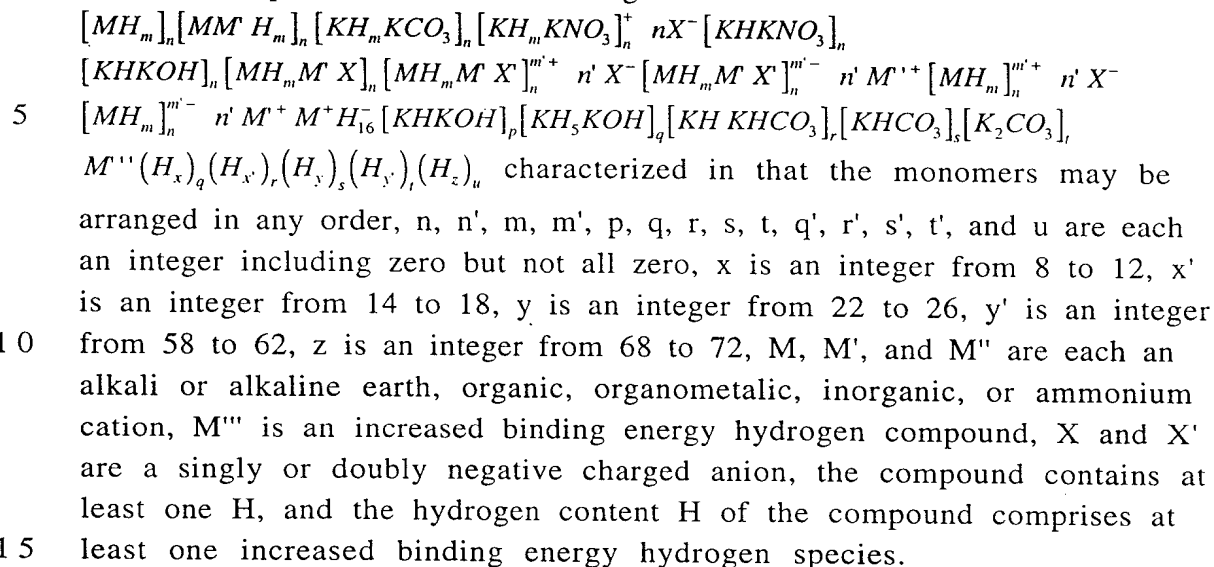 [MH_m]_n [MM' H_m]_n [KH_m KCO_3]_n [KH_m KNO_3]_n^+ nX^- [KHKNO_3]_n
[KHKOH]_n [MH_m M' X]_n [MH_m M' X']_n^{m'+} n' X^- [MH_m M' X']_n^{m'-} n' M''^+ [MH_m]_n^{m'+} n' X^-
5 [MH_m]_n^{m'-} n' M'^+ M^+ H_{16}^- [KHKOH]_p [KH_5 KOH]_q [KH KHCO_3]_r [KHCO_3]_s [K_2CO_3]_t
M'''(H_x)_q (H_{x'})_r (H_y)_s (H_{y'})_t (H_z)_u characterized in that the monomers may be
arranged in any order, n, n', m, m', p, q, r, s, t, q', r', s', t', and u are each
an integer including zero but not all zero, x is an integer from 8 to 12, x'
is an integer from 14 to 18, y is an integer from 22 to 26, y' is an integer
10 from 58 to 62, z is an integer from 68 to 72, M, M', and M'' are each an
alkali or alkaline earth, organic, organometalic, inorganic, or ammonium
cation, M''' is an increased binding energy hydrogen compound, X and X'
are a singly or doubly negative charged anion, the compound contains at
least one H, and the hydrogen content H of the compound comprises at
15 least one increased binding energy hydrogen species.